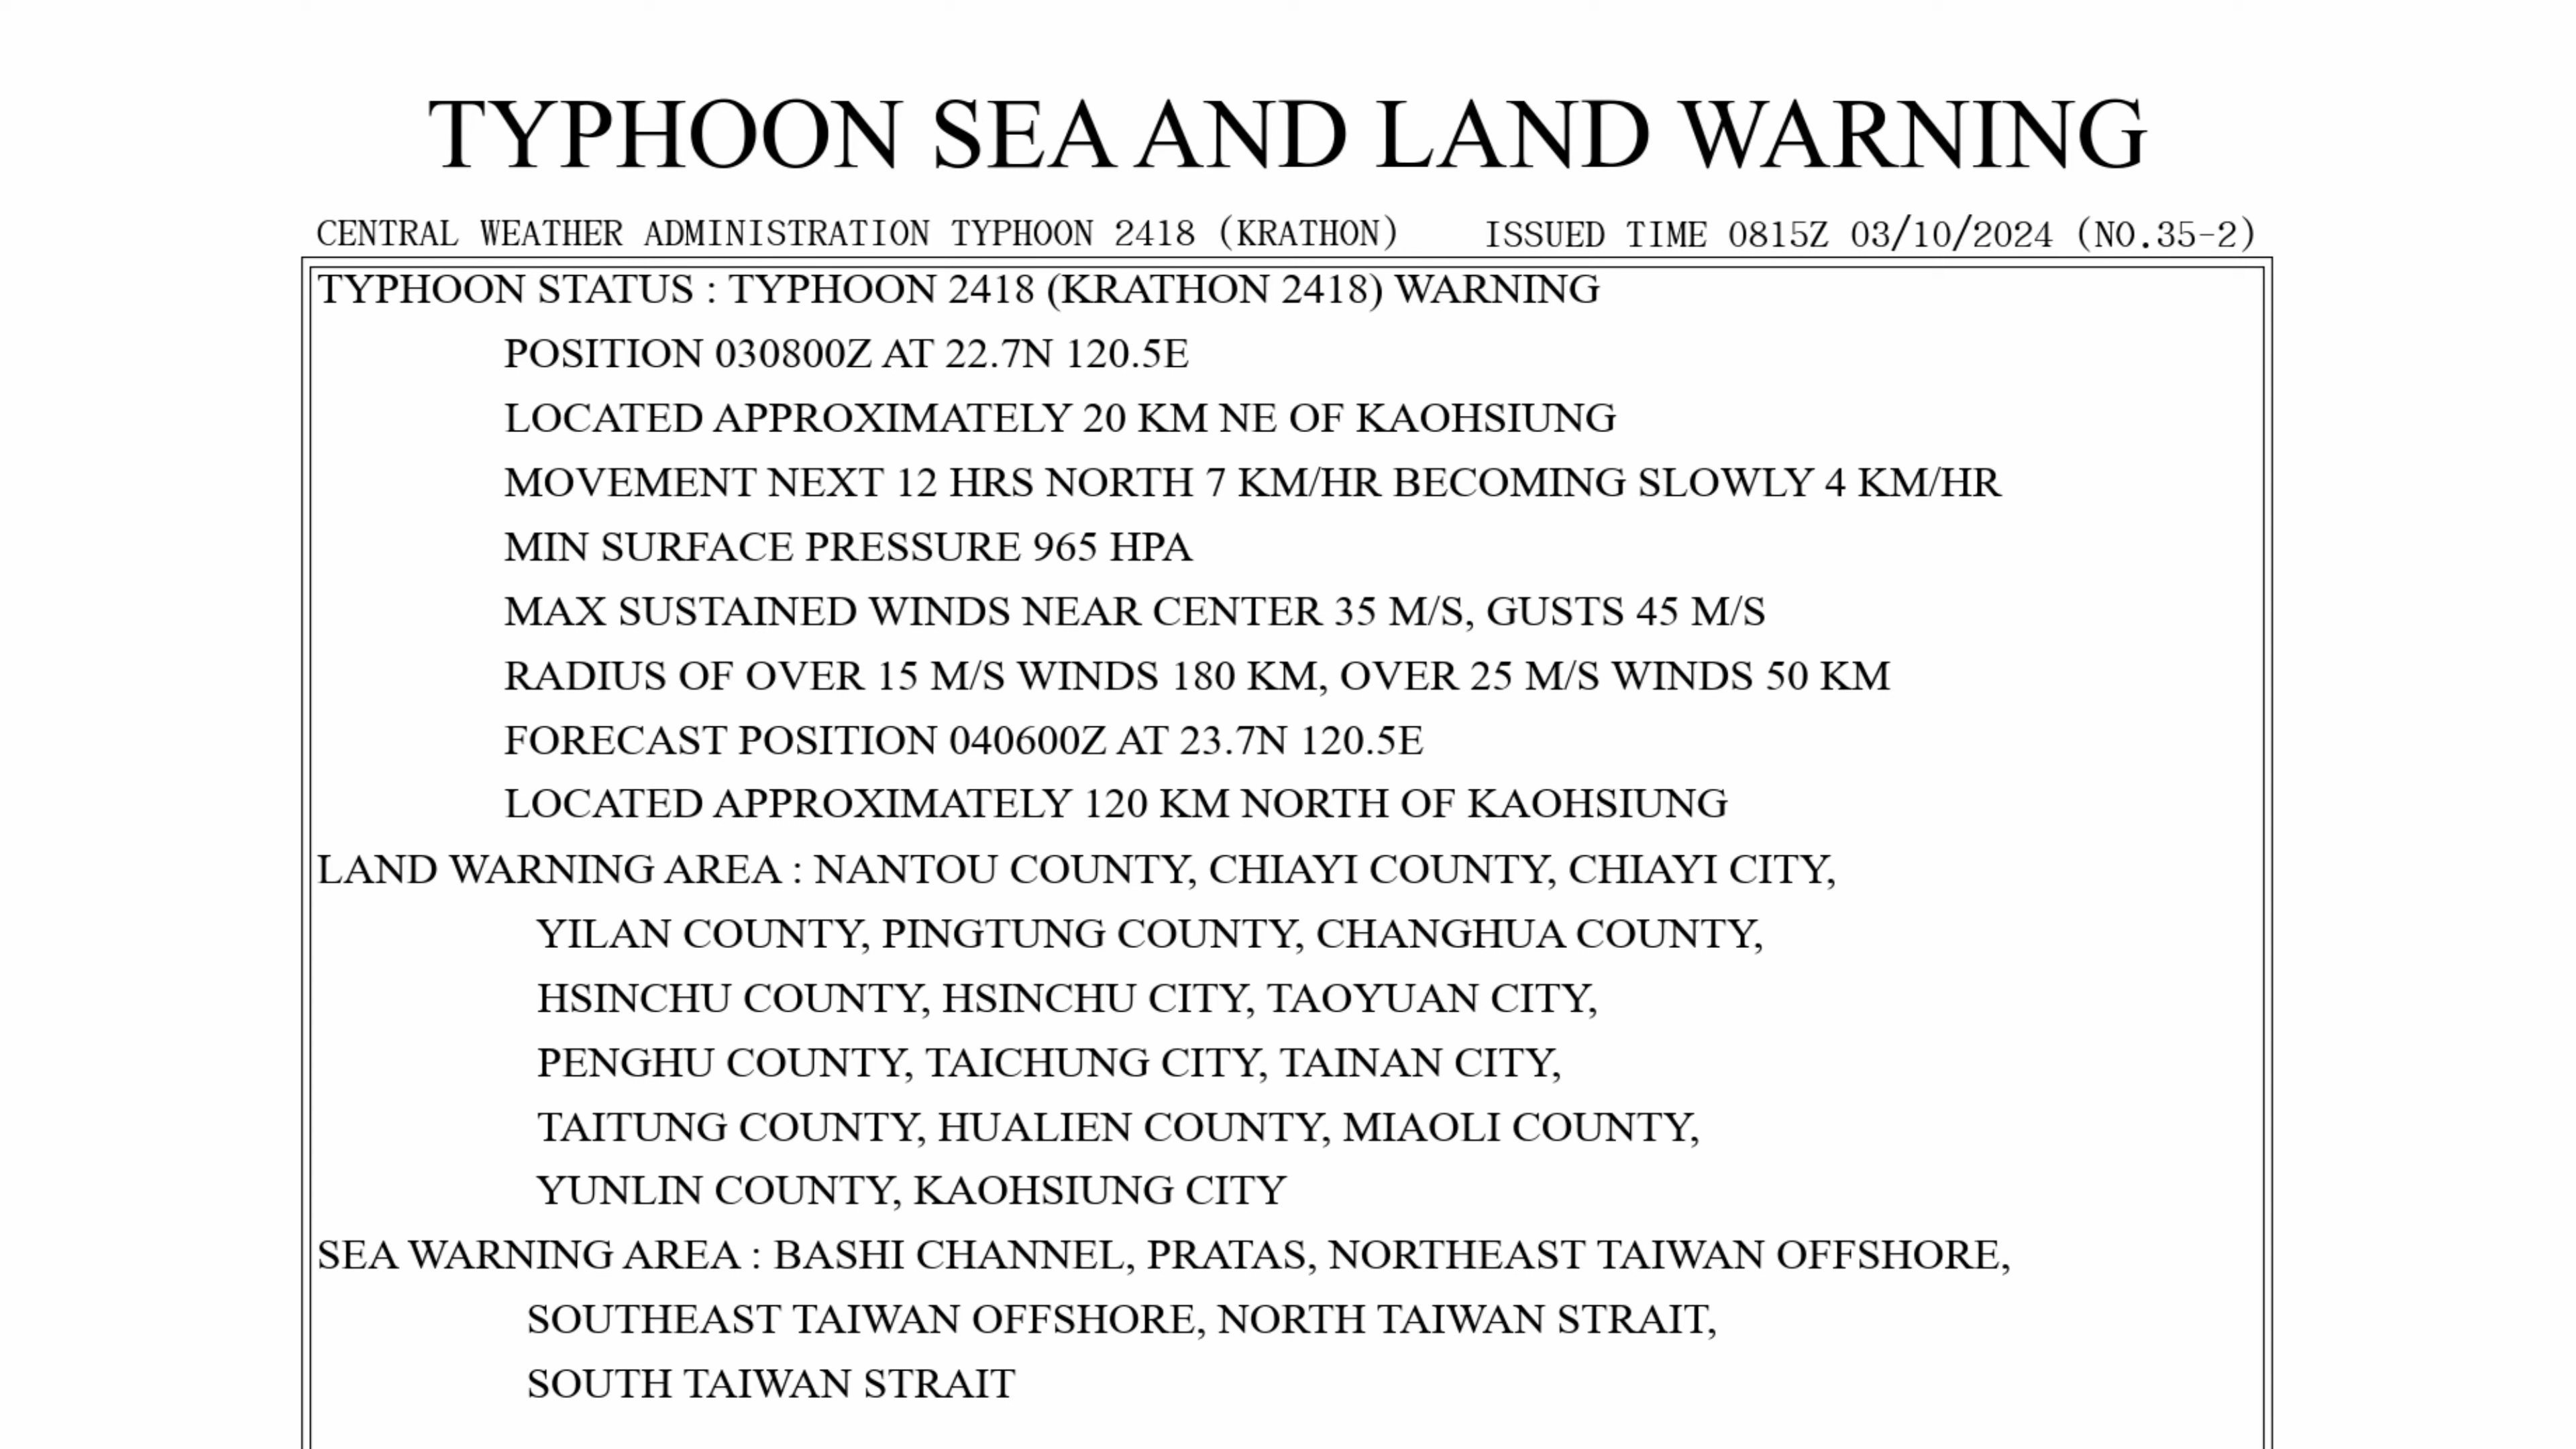 TYPHOON SEA AND LAND WARNING
CENTRAL WEATHER ADMINISTRATION TYPHOON 2418 (KRATHON) ISSUED TIME 0815Z 03/10/2024 (NO.35-2)
TYPHOON STATUS : TYPHOON 2418 (KRATHON 2418) WARNING
POSITION 030800Z AT 22.7N 120.5E
LOCATED APPROXIMATELY 20 KM NE OF KAOHSIUNG
MOVEMENT NEXT 12 HRS NORTH 7 KM/HR BECOMING SLOWLY 4 KM/HR
MIN SURFACE PRESSURE 965 HPA
MAX SUSTAINED WINDS NEAR CENTER 35 M/S, GUSTS 45 M/S
RADIUS OF OVER 15 M/S WINDS 180 KM, OVER 25 M/S WINDS 50 KM
FORECAST POSITION 040600Z AT 23.7N 120.5E
LOCATED APPROXIMATELY 120 KM NORTH OF KAOHSIUNG
LAND WARNING AREA : NANTOU COUNTY, CHIAYI COUNTY, CHIAYI CITY,
YILAN COUNTY, PINGTUNG COUNTY, CHANGHUA COUNTY,
HSINCHU COUNTY, HSINCHU CITY, TAOYUAN CITY,
PENGHU COUNTY, TAICHUNG CITY, TAINAN CITY,
TAITUNG COUNTY, HUALIEN COUNTY, MIAOLI COUNTY,
YUNLIN COUNTY, KAOHSIUNG CITY
SEA WARNING AREA : BASHI CHANNEL, PRATAS, NORTHEAST TAIWAN OFFSHORE,
SOUTHEAST TAIWAN OFFSHORE, NORTH TAIWAN STRAIT,
SOUTH TAIWAN STRAIT